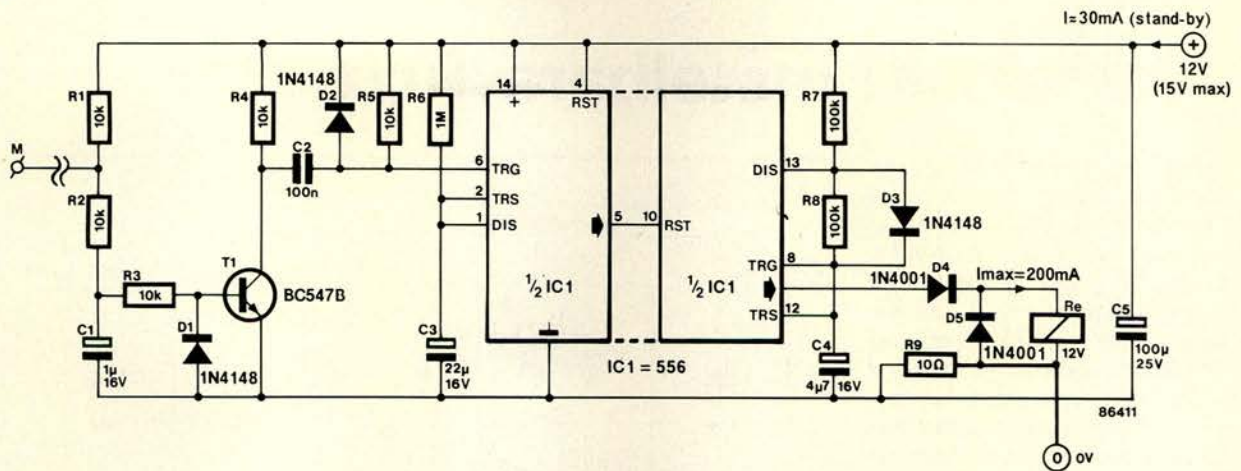 I=30mA (stand-by)
12V
(15V max)
M
R1
10k
R2
10k
C1
1µ
16V
R3
10k
D1
1N4148
T1
BC547B
R4
10k
C2
100n
1N4148
D2
R5
10k
R6
1M
C3
22µ
16V
14
+
4
RST
6
TRG
2
TRS
1
DIS
5
½ IC1
IC1 = 556
10
RST
½ IC1
DIS
13
TRG
8
TRS
12
R7
100k
R8
100k
D3
1N4148
C4
4µ7
16V
1N4001
D4
Imax=200mA
D5
1N4001
Re
12V
R9
10Ω
C5
100µ
25V
86411
0
0V